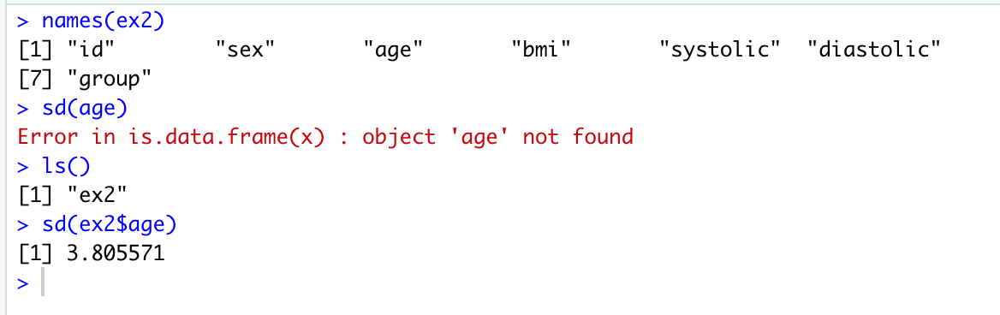 > names(ex2)
[1] "id"        "sex"       "age"       "bmi"       "systolic"  "diastolic"
[7] "group"
> sd(age)
Error in is.data.frame(x) : object 'age' not found
> ls()
[1] "ex2"
> sd(ex2$age)
[1] 3.805571
>